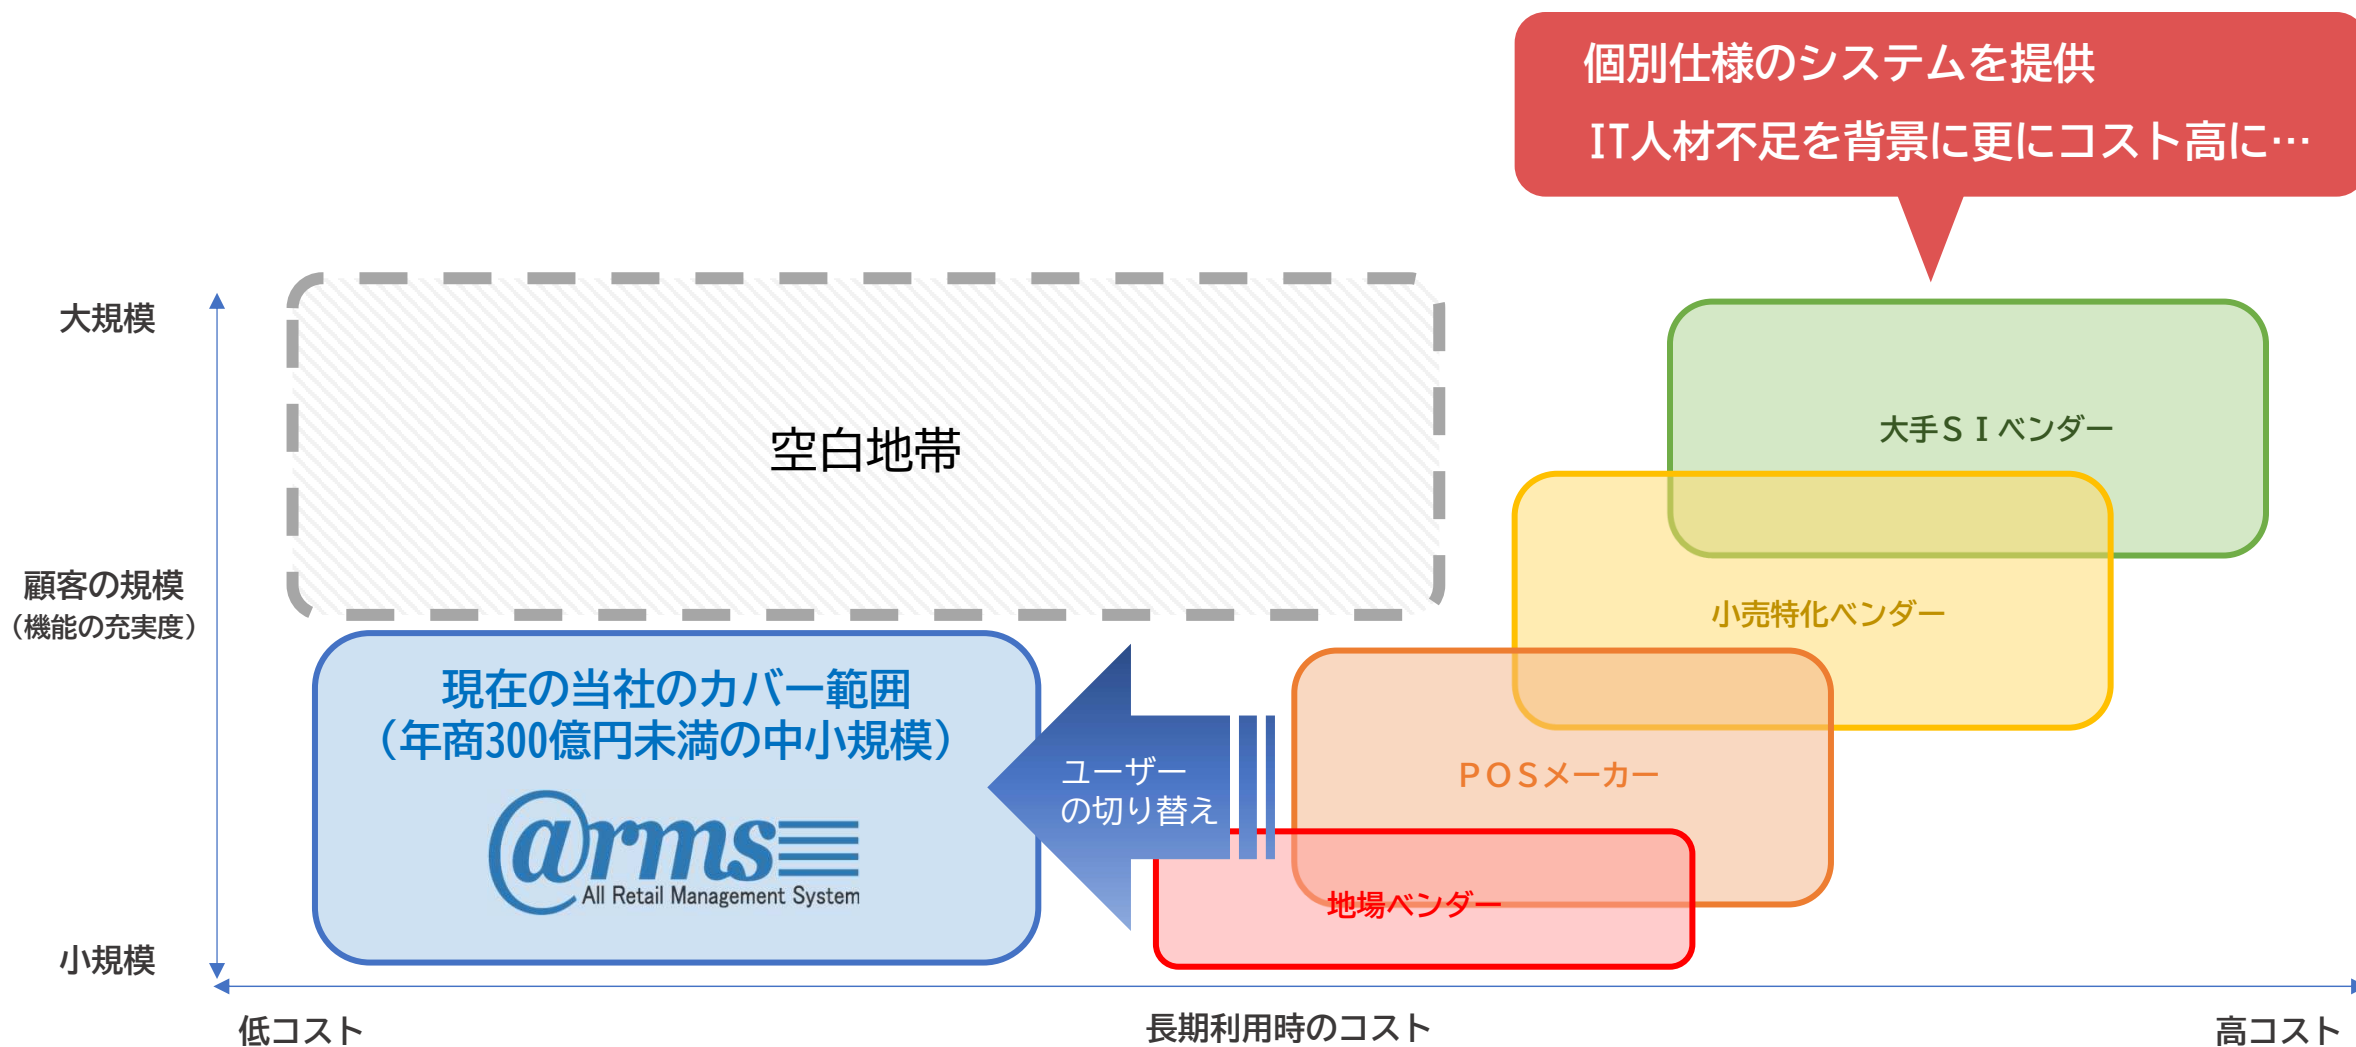 個別仕様のシステムを提供
IT人材不足を背景に更にコスト高に…
大規模
空白地帯
大手ＳＩベンダー
顧客の規模
（機能の充実度）
小売特化ベンダー
現在の当社のカバー範囲
（年商300億円未満の中小規模）
ユーザー
の切り替え
ＰＯＳメーカー
@rms
All Retail Management System
地場ベンダー
小規模
低コスト
長期利用時のコスト
高コスト